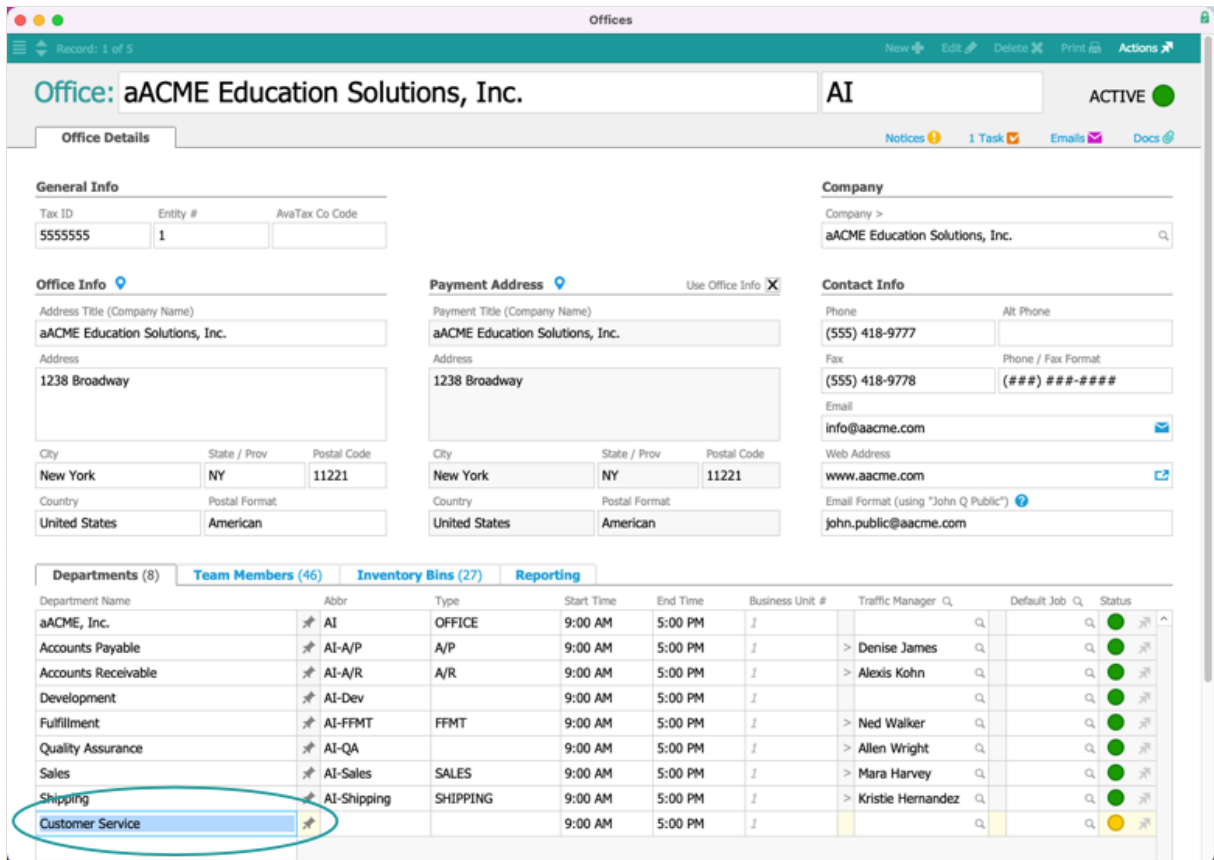 Offices
Record: 1 of 5 New Edit Delete Print Actions
Office: aACME Education Solutions, Inc. AI ACTIVE
Office Details Notices 1 Task Emails Docs
General Info Company
Tax ID Entity # AvaTax Co Code Company >
5555555 1 aACME Education Solutions, Inc.
Office Info Payment Address Use Office Info X Contact Info
Address Title (Company Name) Payment Title (Company Name) Phone Alt Phone
aACME Education Solutions, Inc. aACME Education Solutions, Inc. (555) 418-9777
Address Address Fax Phone / Fax Format
1238 Broadway 1238 Broadway (555) 418-9778 (###) ###-####
Email
info@aacme.com
City State / Prov Postal Code City State / Prov Postal Code Web Address
New York NY 11221 New York NY 11221 www.aacme.com
Country Postal Format Country Postal Format Email Format (using "John Q Public") ?
United States American United States American john.public@aacme.com
Departments (8) Team Members (46) Inventory Bins (27) Reporting
Department Name Abbr Type Start Time End Time Business Unit # Traffic Manager Default Job Status
aACME, Inc. AI OFFICE 9:00 AM 5:00 PM 1
Accounts Payable AI-A/P A/P 9:00 AM 5:00 PM 1 > Denise James
Accounts Receivable AI-A/R A/R 9:00 AM 5:00 PM 1 > Alexis Kohn
Development AI-Dev 9:00 AM 5:00 PM 1
Fulfillment AI-FFMT FFMT 9:00 AM 5:00 PM 1 > Ned Walker
Quality Assurance AI-QA 9:00 AM 5:00 PM 1 > Allen Wright
Sales AI-Sales SALES 9:00 AM 5:00 PM 1 > Mara Harvey
Shipping AI-Shipping SHIPPING 9:00 AM 5:00 PM 1 > Kristie Hernandez
Customer Service 9:00 AM 5:00 PM 1